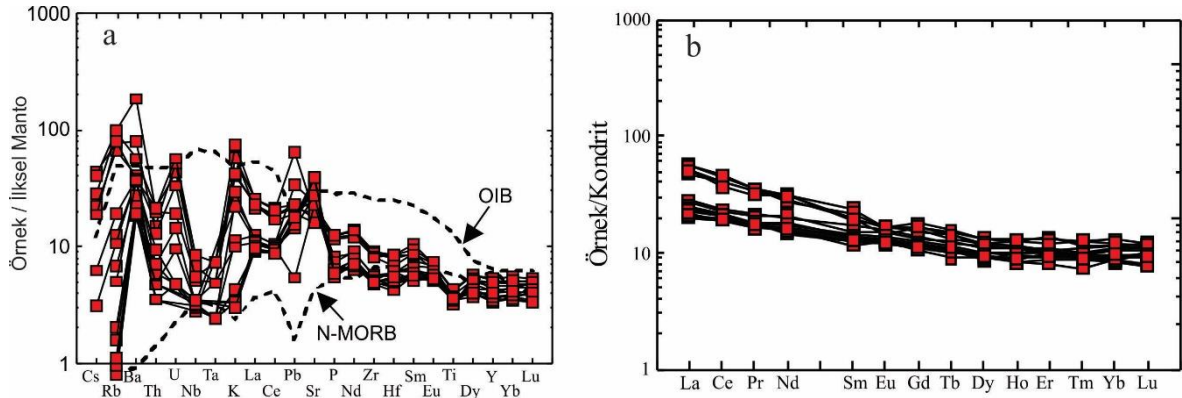 a
1000
100
10
1
Örnek / İlksel Manto
OIB
N-MORB
Cs Ba U Ta La Pb P Zr Sm Ti Y Lu
Rb Th Nb K Ce Sr Nd Hf Eu Dy Yb
b
1000
100
10
1
Örnek/Kondrit
La Ce Pr Nd Sm Eu Gd Tb Dy Ho Er Tm Yb Lu